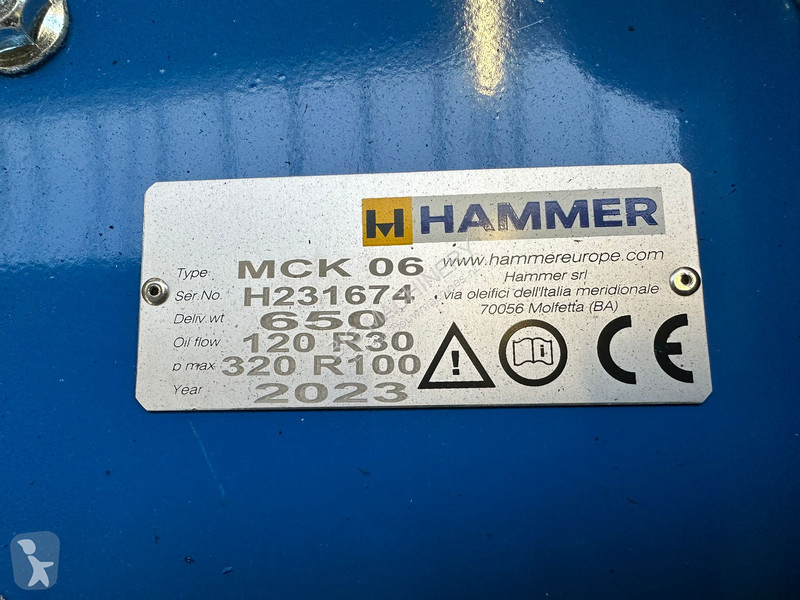 H HAMMER
www.hammereurope.com
Hammer srl
via oleifici dell'Italia meridionale
70056 Molfetta (BA)
Type MCK 06
Ser.No. H231674
Deliv.wt 650
Oil flow 120 R30
p max 320 R100
Year 2023
i
CE